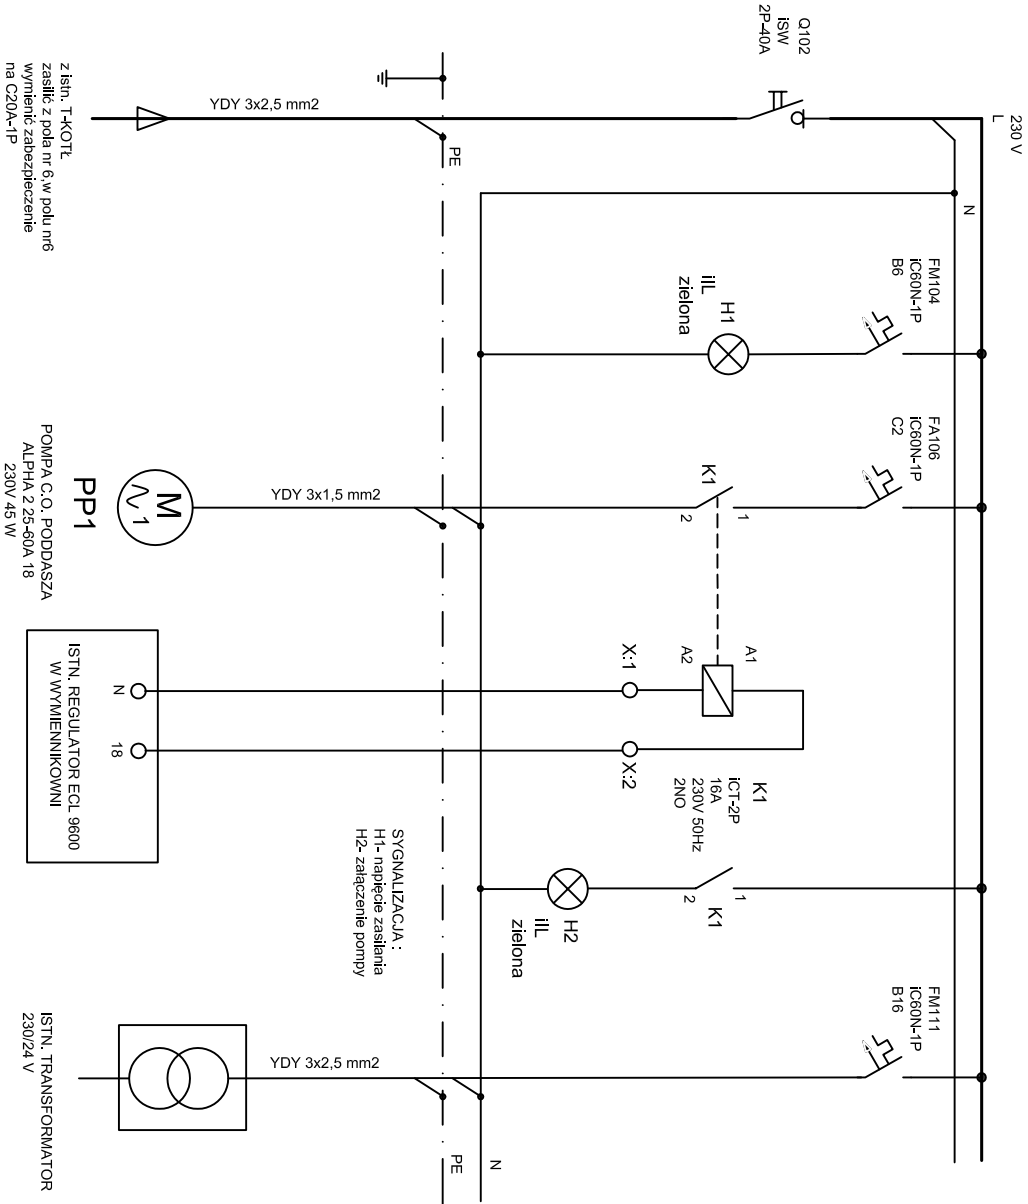 230 V
L
Q102
iSW
2P-40A
YDY 3x2,5 mm2
z istn. T-KOTŁ
zasilić z pola nr 6,w polu nr6
wymienić zabezpieczenie
na C20A-1P
PE
N
FM104
iC60N-1P
B6
H1
iIL
zielona
FA106
iC60N-1P
C2
K1
1
2
YDY 3x1,5 mm2
M
1
PP1
POMPA C.O. PODDASZA
ALPHA 2 25-60A 18
230V 45 W
A1
A2
X:1
X:2
K1
iCT-2P
16A
230V 50Hz
2NO
N
18
ISTN. REGULATOR ECL 9600
W WYMIENNIKOWNI
SYGNALIZACJA :
H1- napięcie zasilania
H2- załączenie pompy
1
2
K1
H2
iIL
zielona
FM111
iC60N-1P
B16
YDY 3x2,5 mm2
ISTN. TRANSFORMATOR
230/24 V
N
PE